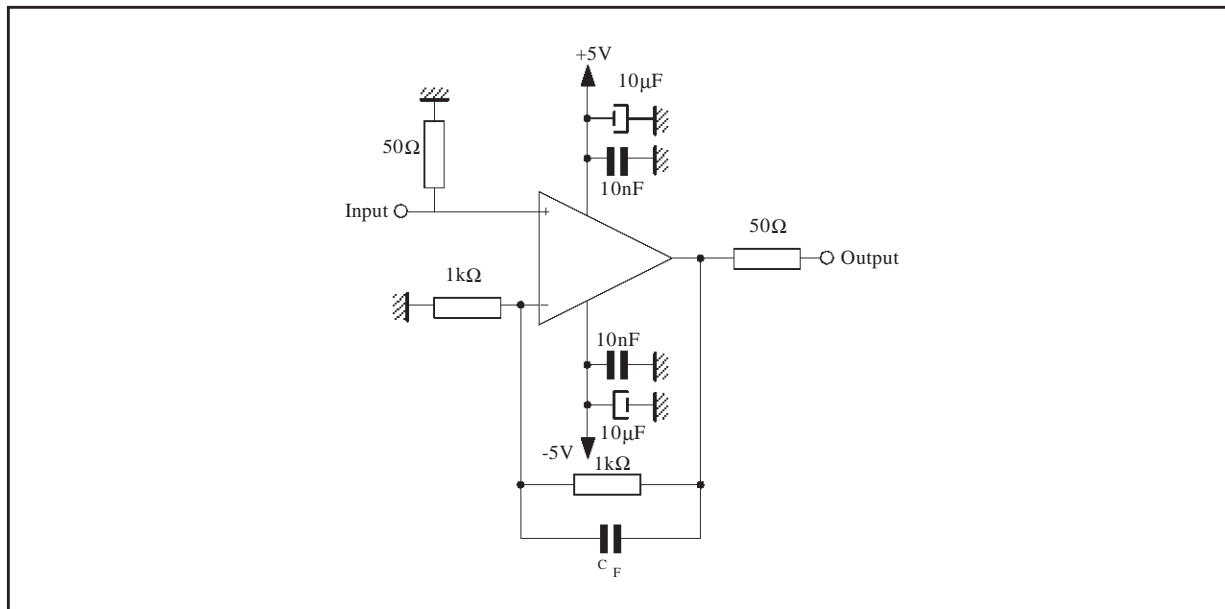 +5V
10µF
50Ω
10nF
Input
+
50Ω
Output
1kΩ
−
10nF
10µF
-5V
1kΩ
C F